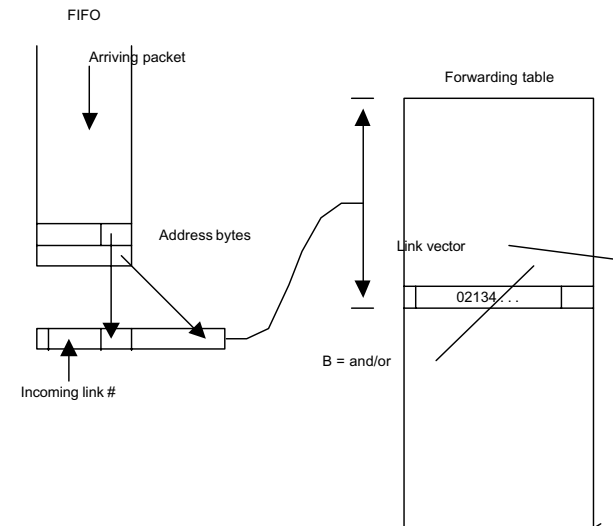 FIFO
Arriving packet
Forwarding table
Address bytes
Link vector
02134 . . .
B = and/or
Incoming link #